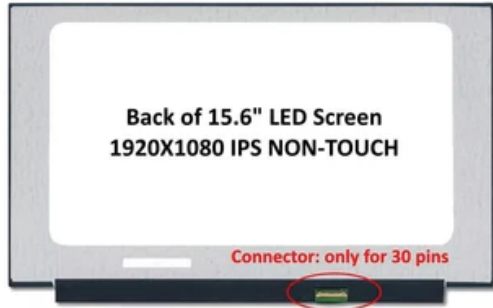 Back of 15.6" LED Screen
1920X1080 IPS NON-TOUCH
Connector: only for 30 pins